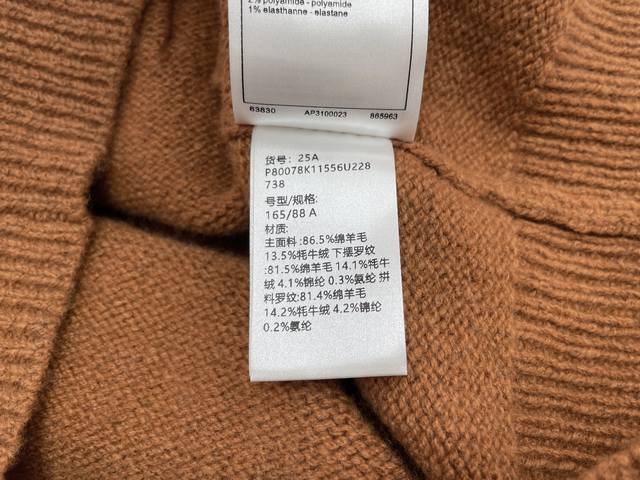 2% polyamide - polyamide
1% elasthanne - elastane
63830 AP3100023 865963
货号：25A
P80078K11556U228
738
号型/规格:
165/88 A
材质:
主面料 :86.5%绵羊毛
13.5%牦牛绒 下摆罗纹
:81.5%绵羊毛 14.1%牦牛
绒 4.1%锦纶 0.3%氨纶 拼
料罗纹:81.4%绵羊毛
14.2%牦牛绒 4.2%锦纶
0.2%氨纶